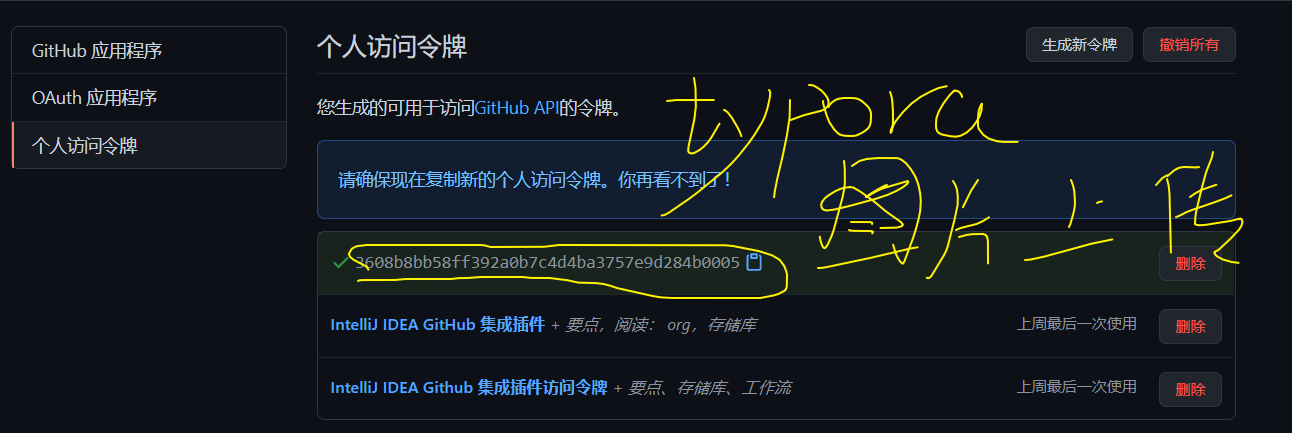 GitHub 应用程序
OAuth 应用程序
个人访问令牌
个人访问令牌
生成新令牌
撤销所有
您生成的可用于访问GitHub API的令牌。
typora
图片上传
请确保现在复制新的个人访问令牌。你再看不到了!
3608b8bb58ff392a0b7c4d4ba3757e9d284b0005
删除
IntelliJ IDEA GitHub 集成插件 + 要点，阅读： org，存储库
上周最后一次使用
删除
IntelliJ IDEA Github 集成插件访问令牌 + 要点、存储库、工作流
上周最后一次使用
删除